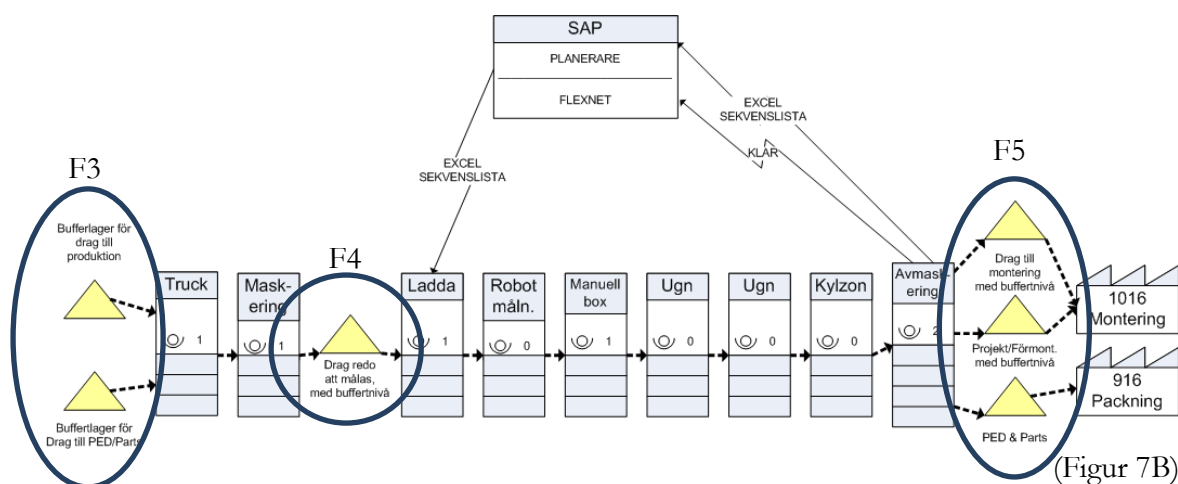 SAP
PLANERARE
FLEXNET
EXCEL
SEKVENSLISTA
EXCEL
SEKVENSLISTA
KLAR
F3
Bufferlager för
drag till
produktion
Buffertlager för
Drag till PED/Parts
Truck
1
Mask-
ering
1
F4
Drag redo
att målas,
med buffertnivå
Ladda
1
Robot
måln.
0
Manuell
box
1
Ugn
0
Ugn
0
Kylzon
0
Avmask-
ering
2
F5
Drag till
montering
med buffertnivå
Projekt/Förmont.
med buffertnivå
PED & Parts
1016
Montering
916
Packning
(Figur 7B)